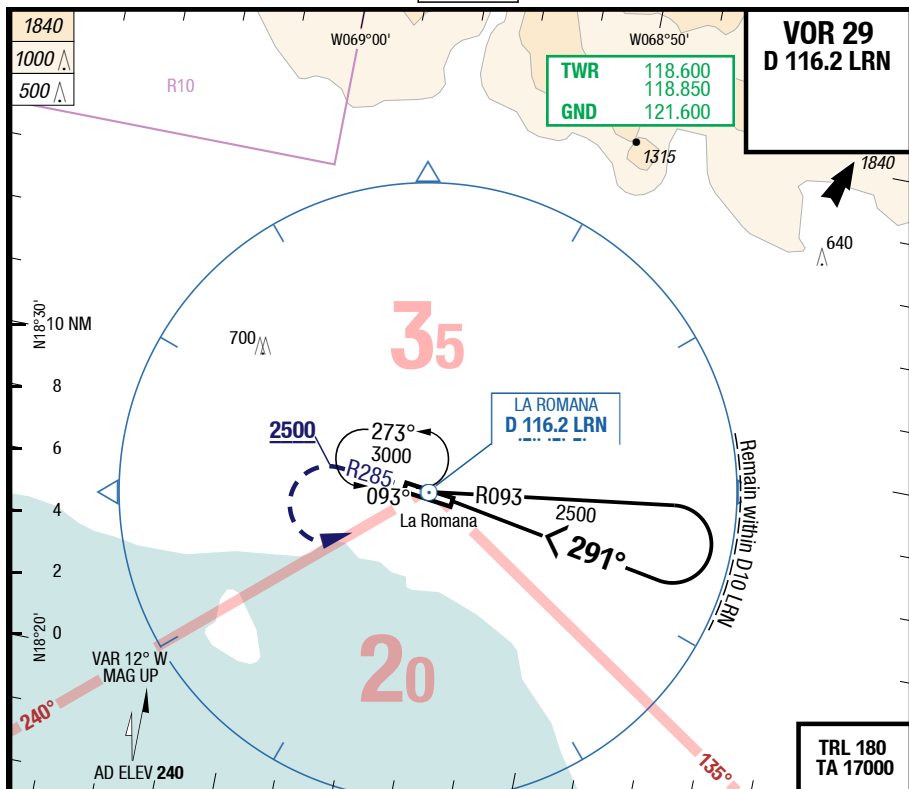 1840
1000
500
W069°00'
W068°50'
R10
TWR 118.600
118.850
GND 121.600
VOR 29
D 116.2 LRN
1315
1840
640
N18°30'
10 NM
700
35
8
LA ROMANA
D 116.2 LRN
2500
273°
3000
R285
093°
R093
La Romana
2500
291°
Remain within D10 LRN
6
4
2
0
N18°20'
20
VAR 12° W
MAG UP
240°
135°
AD ELEV 240
TRL 180
TA 17000